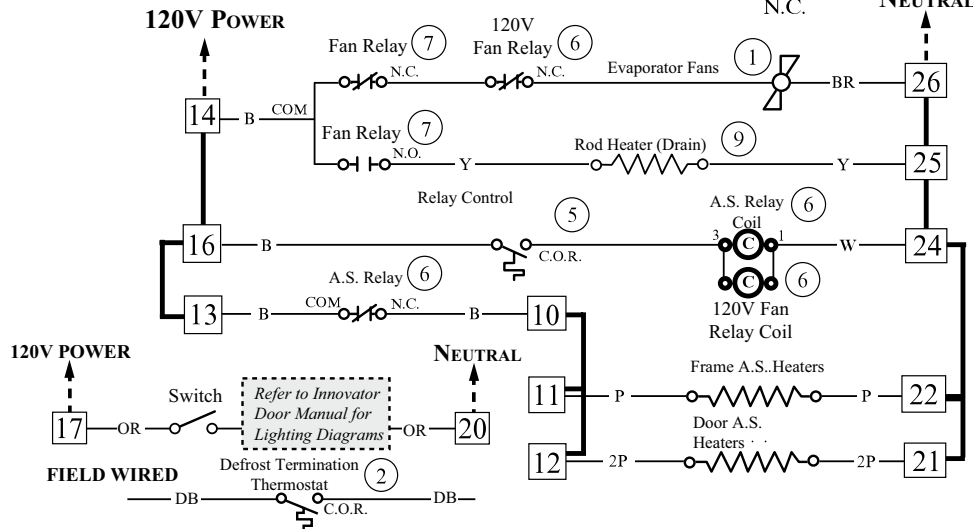 120V POWER
N.C.
NEUTRAL
120V
Fan Relay 7
Fan Relay 6
N.C.
N.C.
Evaporator Fans
1
BR
26
14
B
COM
Fan Relay 7
N.O.
Y
Rod Heater (Drain)
9
Y
25
Relay Control
5
A.S. Relay
Coil
6
16
B
C.O.R.
3
C
1
W
24
A.S. Relay 6
C
6
13
B
COM
N.C.
B
10
120V Fan
Relay Coil
120V POWER
NEUTRAL
Frame A.S..Heaters
Switch
Refer to Innovator
Door Manual for
Lighting Diagrams
11
P
P
22
17
OR
OR
20
Door A.S.
Heaters · ·
12
2P
2P
21
FIELD WIRED
Defrost Termination
Thermostat
2
DB
C.O.R.
DB